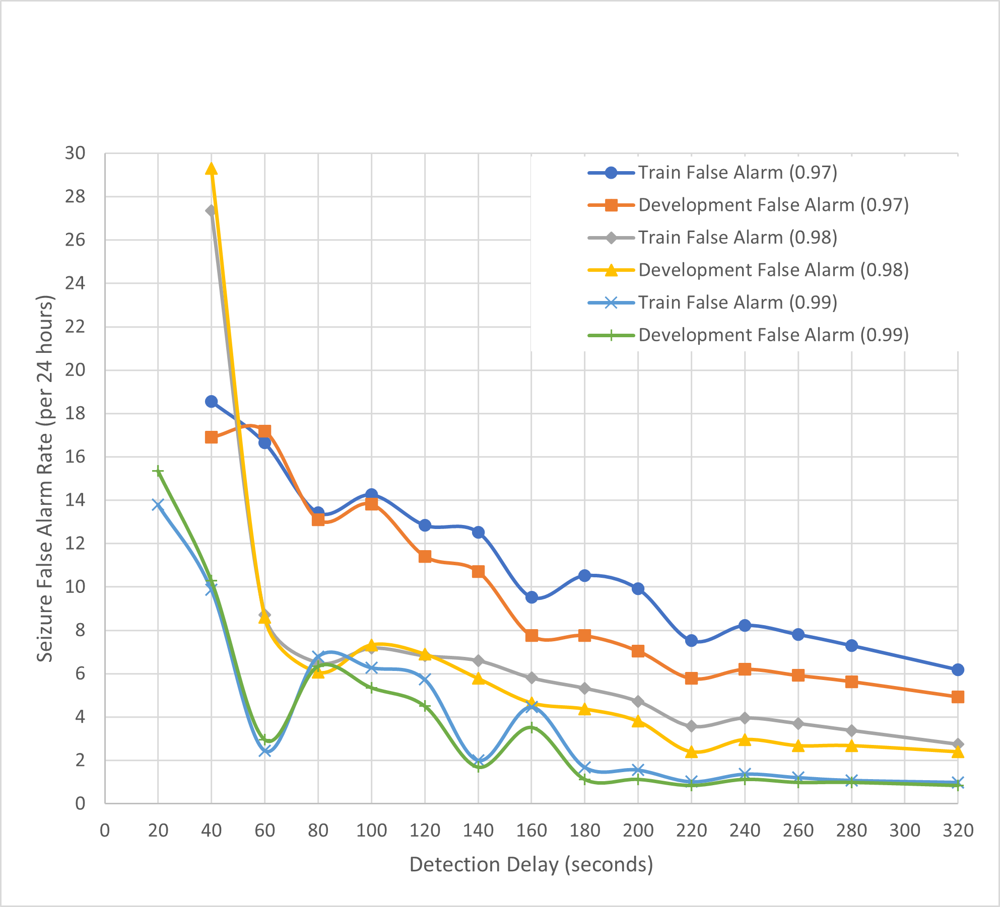 30
28
26
24
22
20
18
16
14
12
10
8
6
4
2
0
Seizure False Alarm Rate (per 24 hours)
Train False Alarm (0.97)
Development False Alarm (0.97)
Train False Alarm (0.98)
Development False Alarm (0.98)
Train False Alarm (0.99)
Development False Alarm (0.99)
0 20 40 60 80 100 120 140 160 180 200 220 240 260 280 300 320
Detection Delay (seconds)